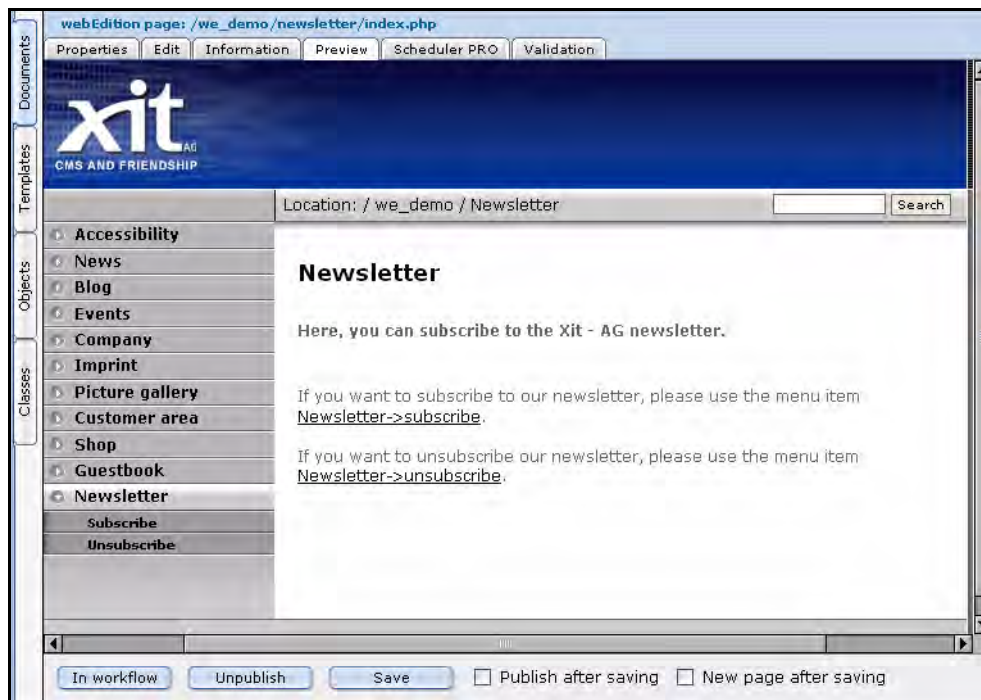 webEdition page: /we_demo/newsletter/index.php
Properties Edit Information Preview Scheduler PRO Validation
Documents
Templates
Objects
Classes
xit AG
CMS AND FRIENDSHIP
Location: / we_demo / Newsletter Search
Accessibility
News
Blog
Events
Company
Imprint
Picture gallery
Customer area
Shop
Guestbook
Newsletter
Subscribe
Unsubscribe
Newsletter
Here, you can subscribe to the Xit - AG newsletter.
If you want to subscribe to our newsletter, please use the menu item
Newsletter->subscribe.
If you want to unsubscribe our newsletter, please use the menu item
Newsletter->unsubscribe.
In workflow Unpublish Save Publish after saving New page after saving